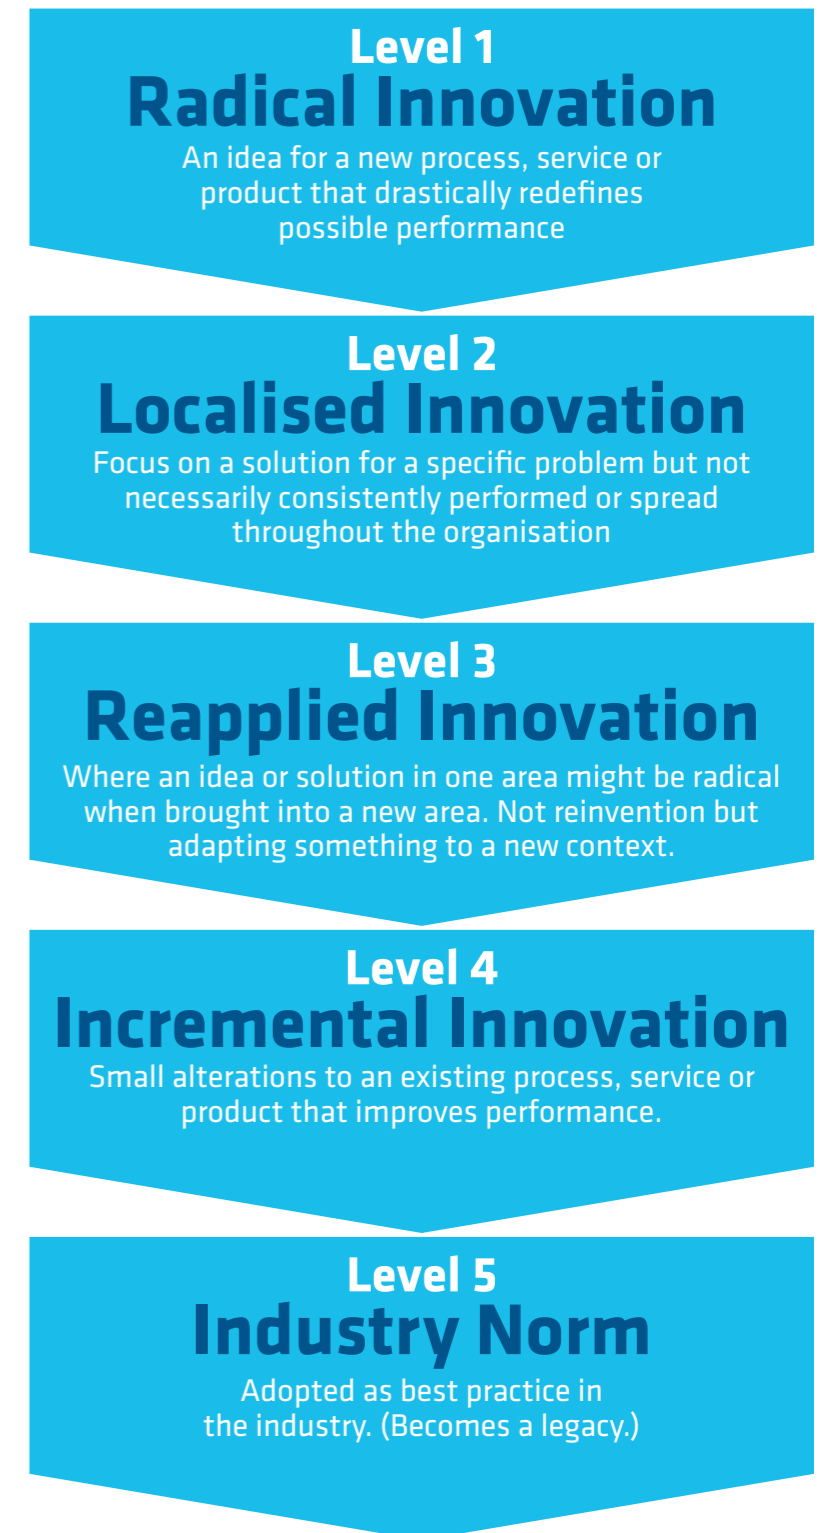 Level 1
Radical Innovation
An idea for a new process, service or
product that drastically redefines
possible performance
Level 2
Localised Innovation
Focus on a solution for a specific problem but not
necessarily consistently performed or spread
throughout the organisation
Level 3
Reapplied Innovation
Where an idea or solution in one area might be radical
when brought into a new area. Not reinvention but
adapting something to a new context.
Level 4
Incremental Innovation
Small alterations to an existing process, service or
product that improves performance.
Level 5
Industry Norm
Adopted as best practice in
the industry. (Becomes a legacy.)